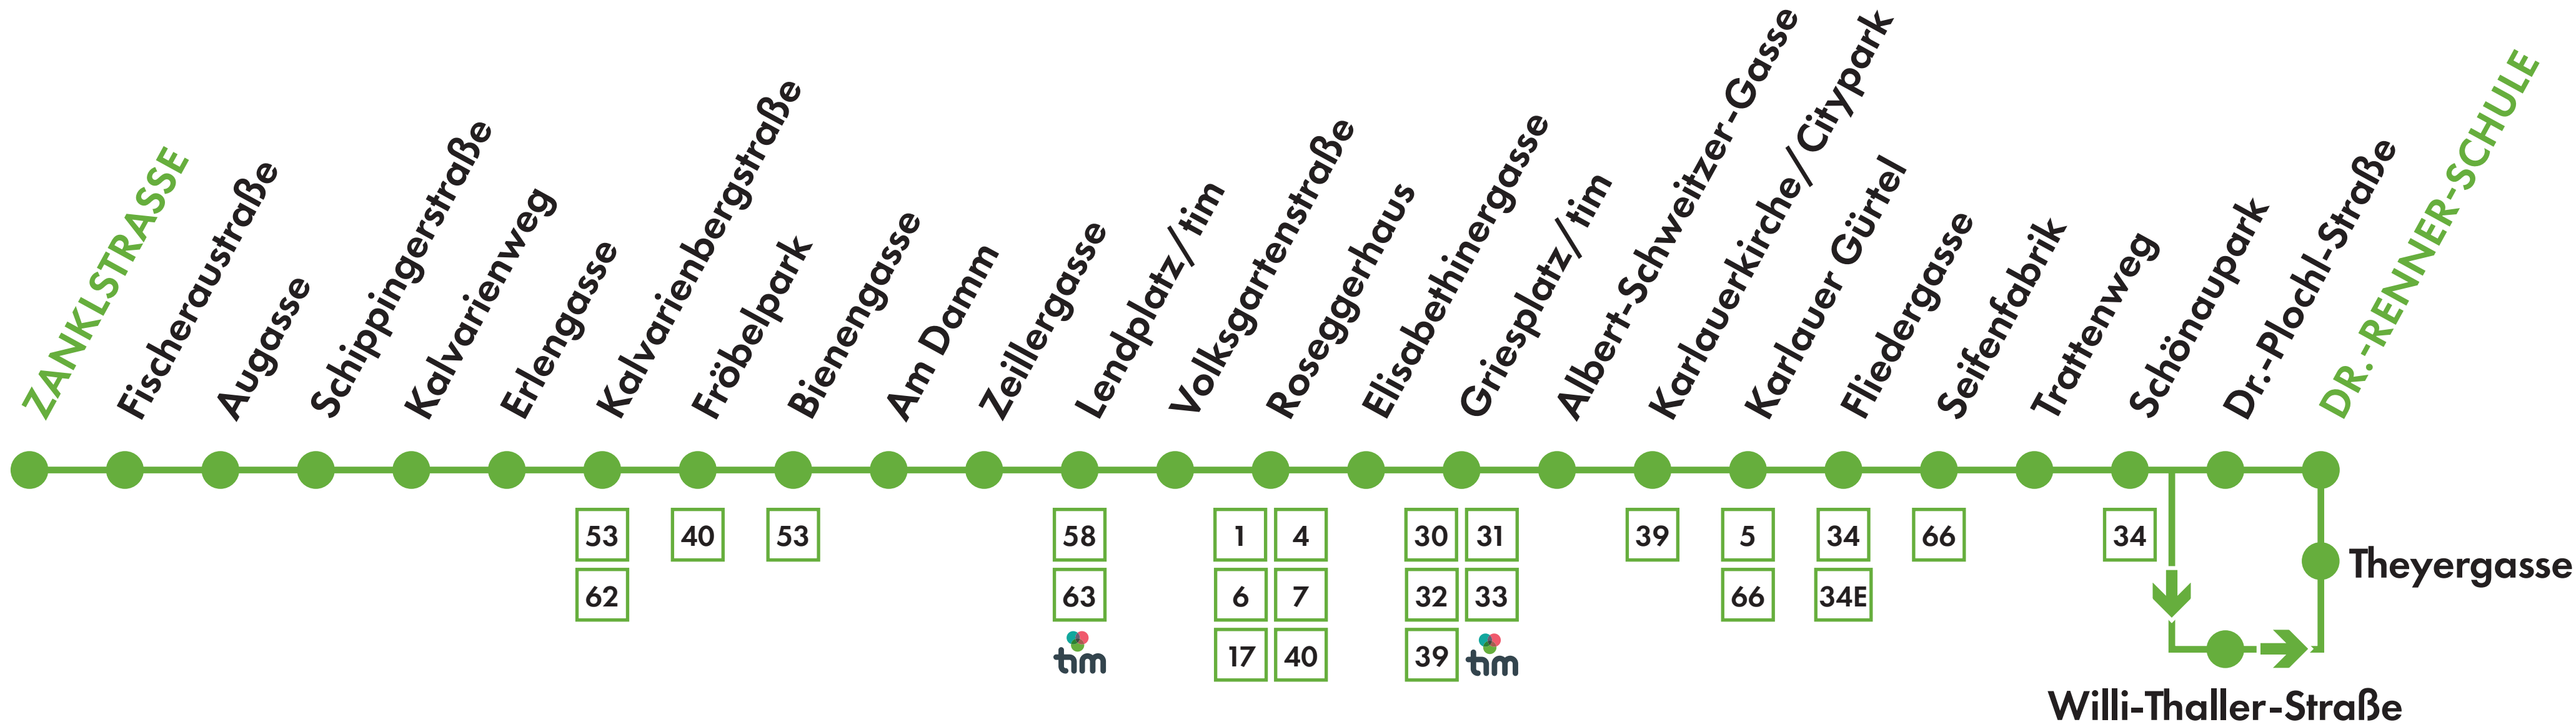 ZANKLSTRASSE
Fischeraustraße
Augasse
Schippingerstraße
Kalvarienweg
Erlengasse
Kalvarienbergstraße
Fröbelpark
Bienengasse
Am Damm
Zeillergasse
Lendplatz/tim
Volksgartenstraße
Roseggerhaus
Elisabethinergasse
Griesplatz/tim
Albert-Schweitzer-Gasse
Karlauerkirche/Citypark
Karlauer Gürtel
Fliedergasse
Seifenfabrik
Trattenweg
Schönaupark
Dr.-Plochl-Straße
DR.-RENNER-SCHULE
53 40 53 58 1 4 30 31 39 5 34 66 34
62 63 6 7 32 33 66 34E
tim 17 40 39 tim
Theyergasse
Willi-Thaller-Straße